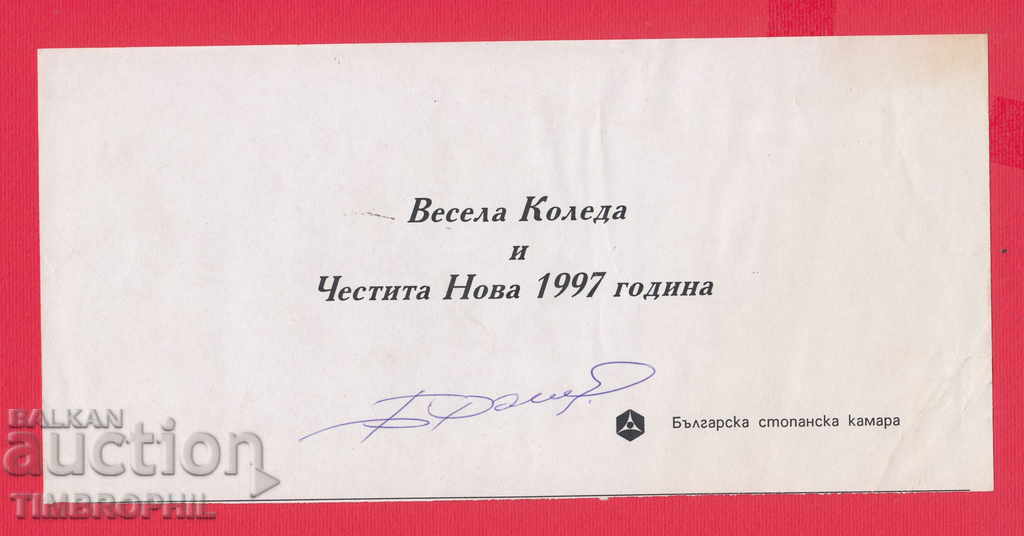 Весела Коледа
и
Честита Нова 1997 година
Българска стопанска камара
BALKAN
auction
TIMBROPHIL